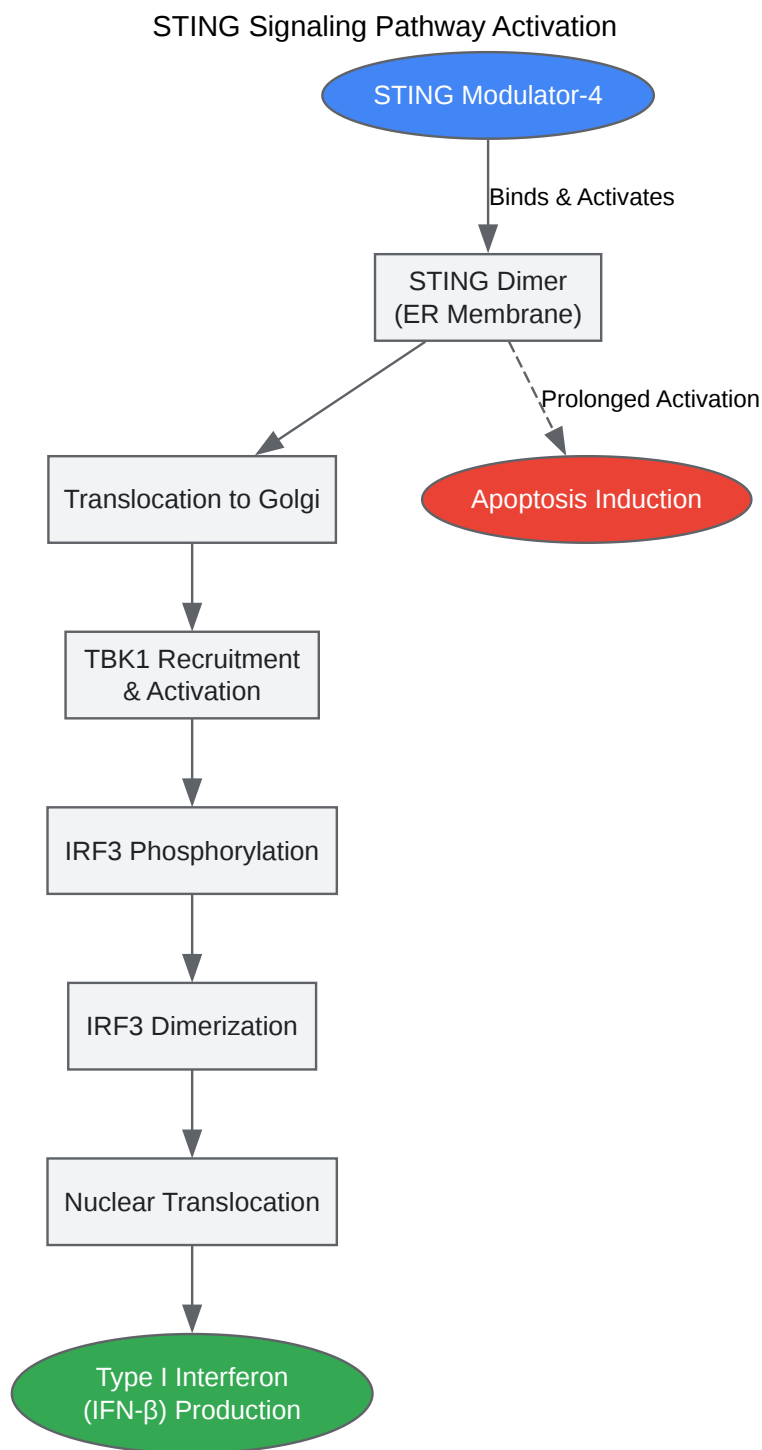 STING Signaling Pathway Activation
STING Modulator-4
Binds & Activates
STING Dimer
(ER Membrane)
Prolonged Activation
Translocation to Golgi
Apoptosis Induction
TBK1 Recruitment
& Activation
IRF3 Phosphorylation
IRF3 Dimerization
Nuclear Translocation
Type I Interferon
(IFN-β) Production